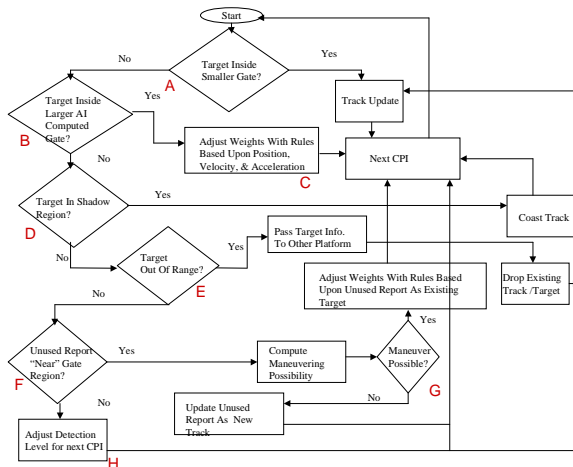 Start
No
Yes
Target Inside
Smaller Gate?
A
Target Inside
Larger AI
Computed
Gate?
B
Yes
Track Update
Adjust Weights With Rules
Based Upon Position,
Velocity, & Acceleration
C
Next CPI
No
Target In Shadow
Region?
D
Yes
Coast Track
No
Target
Out Of Range?
E
Yes
Pass Target Info.
To Other Platform
Adjust Weights With Rules Based
Upon Unused Report As Existing
Target
Drop Existing
Track /Target
No
Unused Report
“Near” Gate
Region?
F
Yes
Compute
Maneuvering
Possibility
Yes
Maneuver
Possible?
G
No
Update Unused
Report As New
Track
No
Adjust Detection
Level for next CPI
H